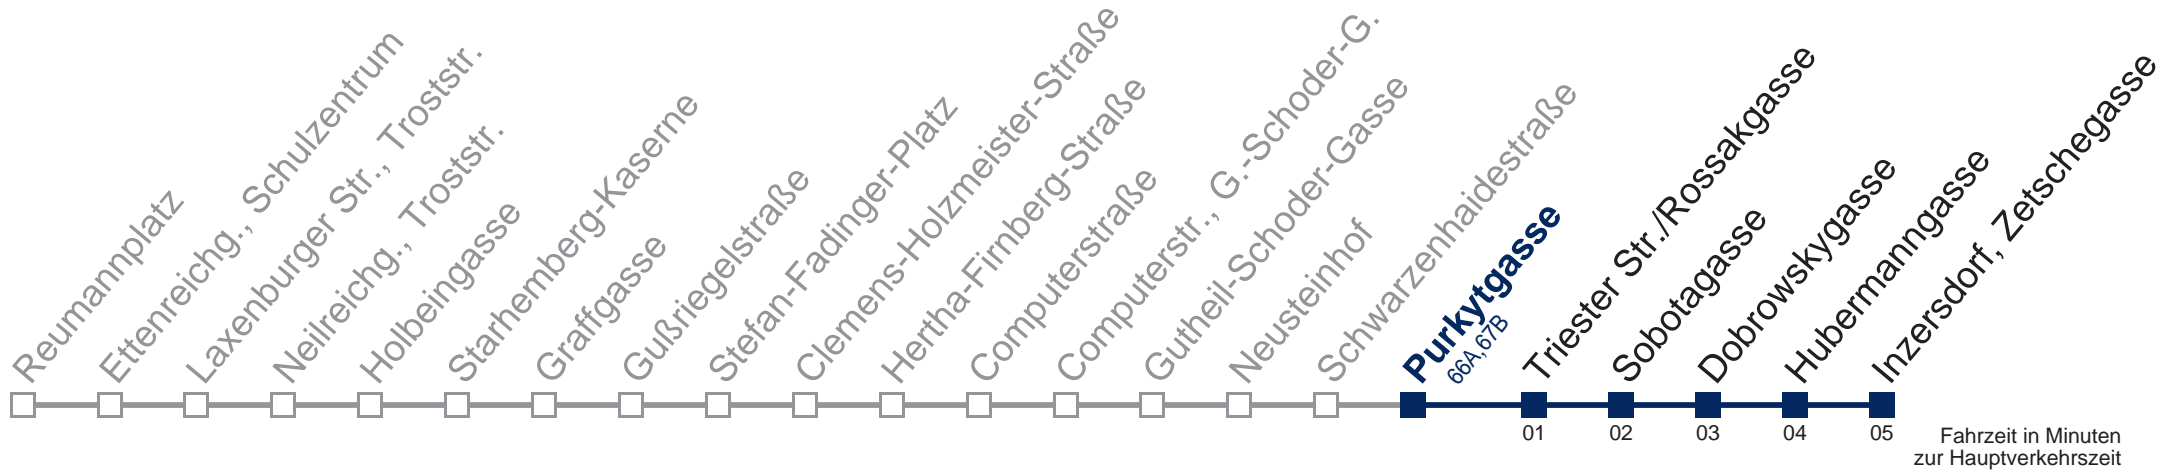 Reumannplatz
Ettenreichg., Schulzentrum
Laxenburger Str., Troststr.
Neilreichg., Troststr.
Holbeingasse
Starhemberg-Kaserne
Graffgasse
Gußriegelstraße
Stefan-Fadinger-Platz
Clemens-Holzmeister-Straße
Hertha-Firnberg-Straße
Computerstraße
Computerstr., G.-Schoder-G.
Gutheil-Schoder-Gasse
Neusteinhof
Schwarzenhaidestraße
Purkytgasse
66A,67B
Triester Str./Rossakgasse
Sobotagasse
Dobrowskygasse
Hubermanngasse
Inzersdorf, Zetschegasse
01 02 03 04 05
Fahrzeit in Minuten
zur Hauptverkehrszeit